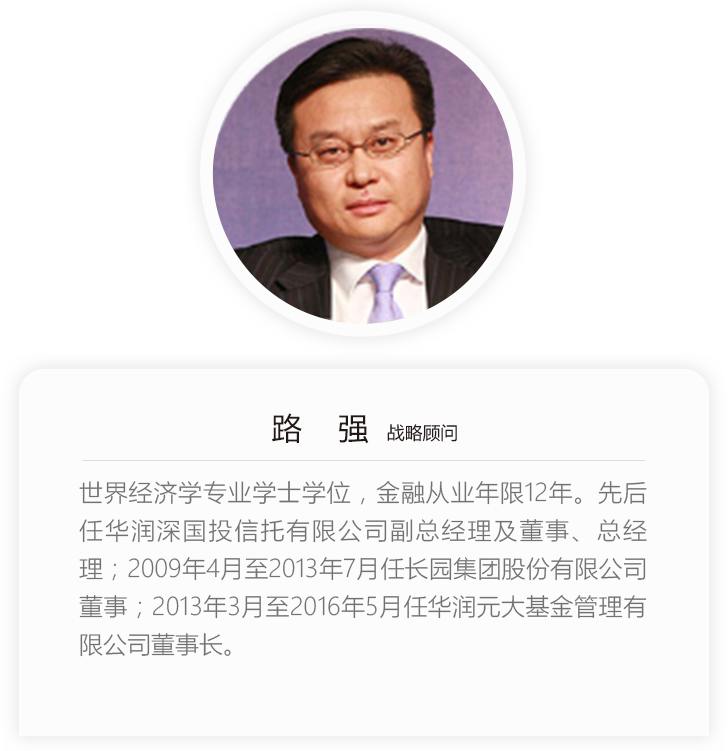 路 强 战略顾问
世界经济学专业学士学位，金融从业年限12年。先后
任华润深国投信托有限公司副总经理及董事、总经
理；2009年4月至2013年7月任长园集团股份有限公司
董事；2013年3月至2016年5月任华润元大基金管理有
限公司董事长。